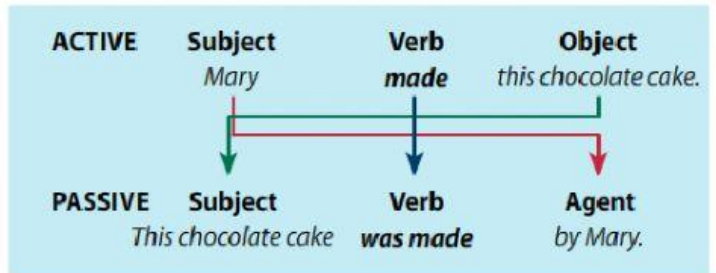 ACTIVE Subject Verb Object
Mary made this chocolate cake.
PASSIVE Subject Verb Agent
This chocolate cake was made by Mary.